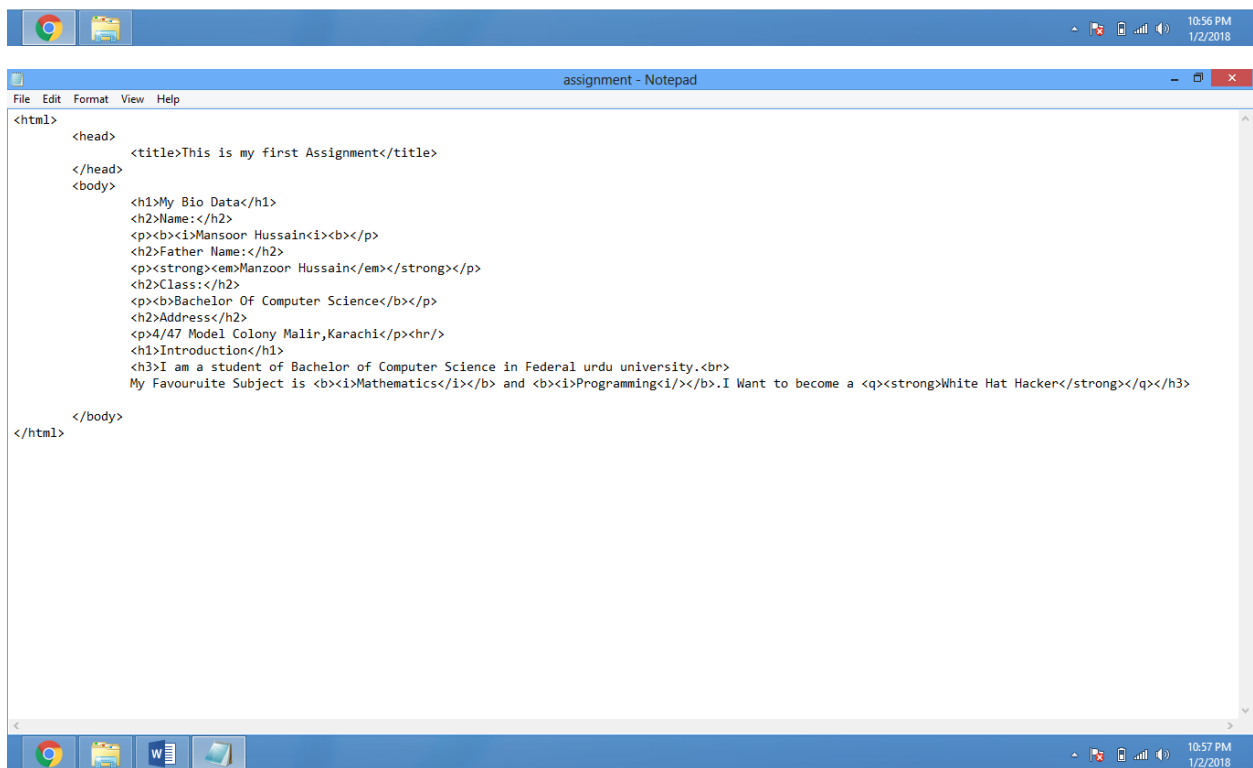 10:56 PM
1/2/2018
assignment - Notepad
File Edit Format View Help
<html>
<head>
<title>This is my first Assignment</title>
</head>
<body>
<h1>My Bio Data</h1>
<h2>Name:</h2>
<p><b><i>Mansoor Hussain<i><b></p>
<h2>Father Name:</h2>
<p><strong><em>Manzoor Hussain</em></strong></p>
<h2>Class:</h2>
<p><b>Bachelor Of Computer Science</b></p>
<h2>Address</h2>
<p>4/47 Model Colony Malir,Karachi</p><hr/>
<h1>Introduction</h1>
<h3>I am a student of Bachelor of Computer Science in Federal urdu university.<br>
My Favouruite Subject is <b><i>Mathematics</i></b> and <b><i>Programming<i/></b>.I Want to become a <q><strong>White Hat Hacker</strong></q></h3>
</body>
</html>
W
10:57 PM
1/2/2018